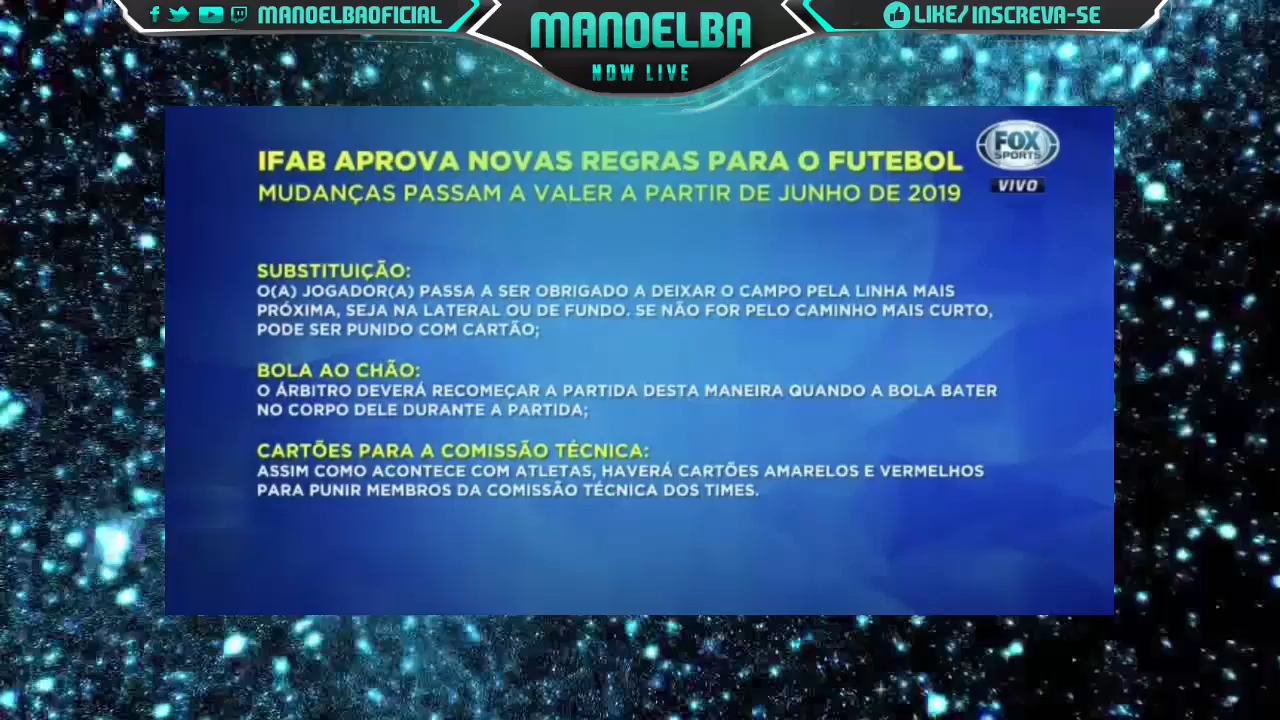 MANOELBAOFICIAL
MANOELBA
NOW LIVE
LIKE/INSCREVA-SE
FOX
SPORTS
VIVO
IFAB APROVA NOVAS REGRAS PARA O FUTEBOL
MUDANÇAS PASSAM A VALER A PARTIR DE JUNHO DE 2019
SUBSTITUIÇÃO:
O(A) JOGADOR(A) PASSA A SER OBRIGADO A DEIXAR O CAMPO PELA LINHA MAIS
PRÓXIMA, SEJA NA LATERAL OU DE FUNDO. SE NÃO FOR PELO CAMINHO MAIS CURTO,
PODE SER PUNIDO COM CARTÃO;
BOLA AO CHÃO:
O ÁRBITRO DEVERÁ RECOMEÇAR A PARTIDA DESTA MANEIRA QUANDO A BOLA BATER
NO CORPO DELE DURANTE A PARTIDA;
CARTÕES PARA A COMISSÃO TÉCNICA:
ASSIM COMO ACONTECE COM ATLETAS, HAVERÁ CARTÕES AMARELOS E VERMELHOS
PARA PUNIR MEMBROS DA COMISSÃO TÉCNICA DOS TIMES.